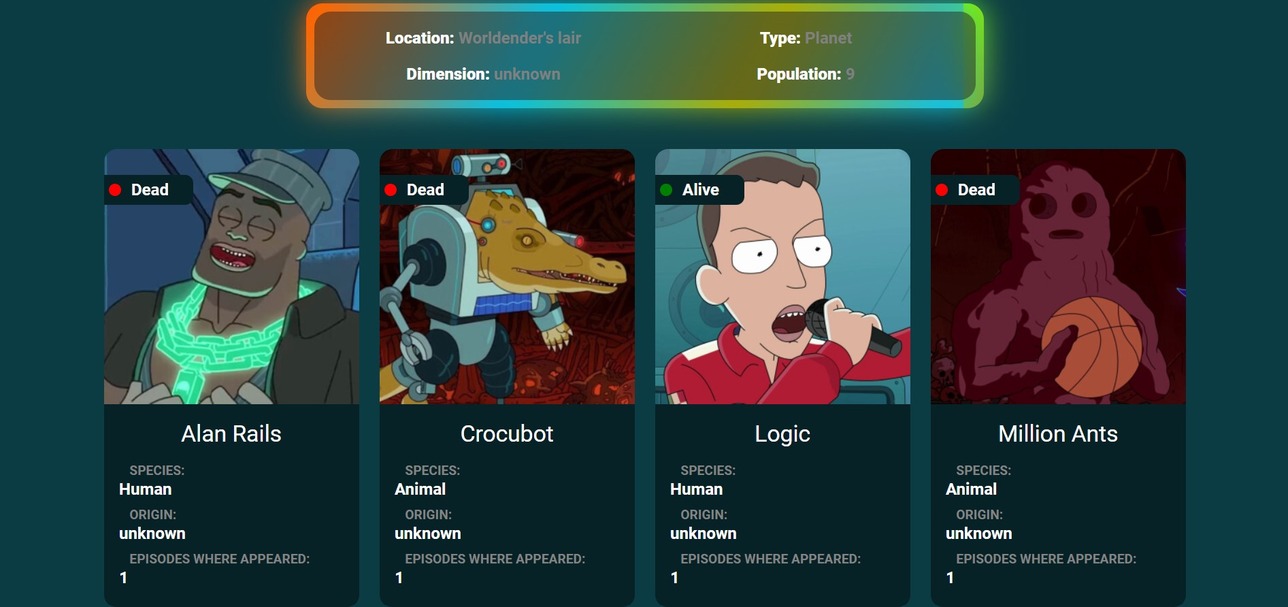 Location: Worldender's lair Type: Planet
Dimension: unknown Population: 9
Dead Dead Alive Dead
Alan Rails Crocubot Logic Million Ants
SPECIES: SPECIES: SPECIES: SPECIES:
Human Animal Human Animal
ORIGIN: ORIGIN: ORIGIN: ORIGIN:
unknown unknown unknown unknown
EPISODES WHERE APPEARED: EPISODES WHERE APPEARED: EPISODES WHERE APPEARED: EPISODES WHERE APPEARED:
1 1 1 1